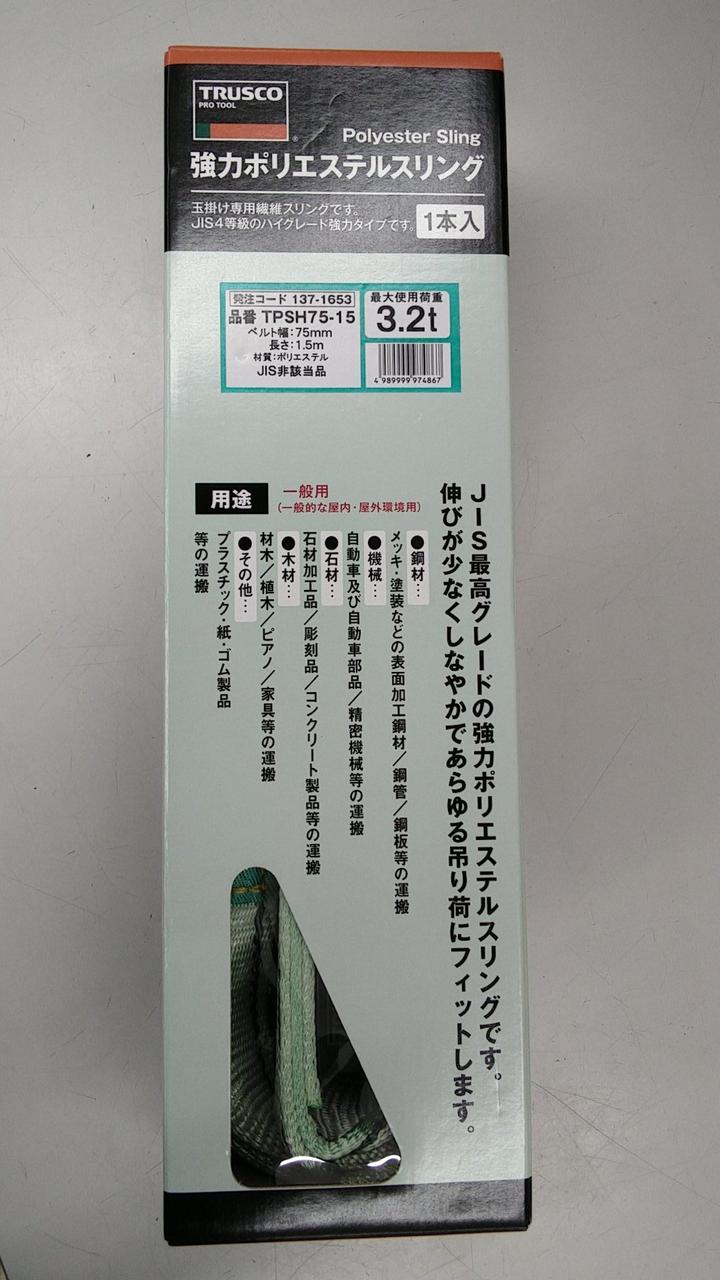 TRUSCO
PRO TOOL
®
Polyester Sling
強力ポリエステルスリング
玉掛け専用繊維スリングです。
JIS4等級のハイグレード強力タイプです。
1本入
発注コード 137-1653
品番 TPSH75-15
ベルト幅:75mm
長さ:1.5m
材質:ポリエステル
JIS非該当品
最大使用荷重
3.2t
4 989999 974867
JIS最高グレードの強力ポリエステルスリングです。
伸びが少なくしなやかであらゆる吊り荷にフィットします。
用途
一般用
(一般的な屋内・屋外環境用)
●鋼材…
メッキ・塗装などの表面加工鋼材/鋼管/鋼板等の運搬
●機械…
自動車及び自動車部品/精密機械等の運搬
●石材…
石材加工品/彫刻品/コンクリート製品等の運搬
●木材…
材木/植木/ピアノ/家具等の運搬
●その他…
プラスチック・紙・ゴム製品
等の運搬